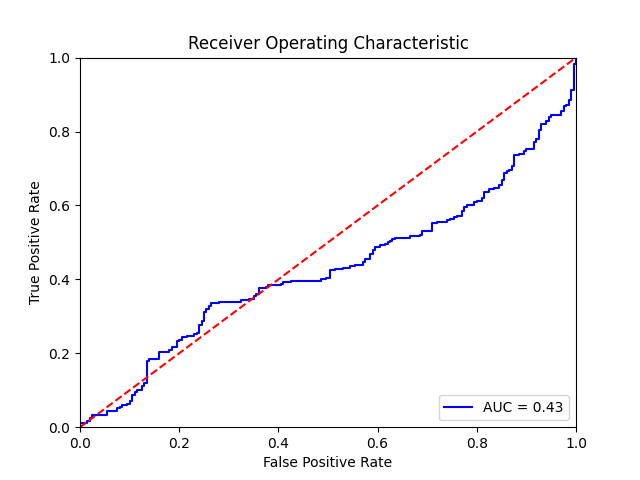 Receiver Operating Characteristic
True Positive Rate
1.0
0.8
0.6
0.4
0.2
0.0
AUC = 0.43
0.0 0.2 0.4 0.6 0.8 1.0
False Positive Rate